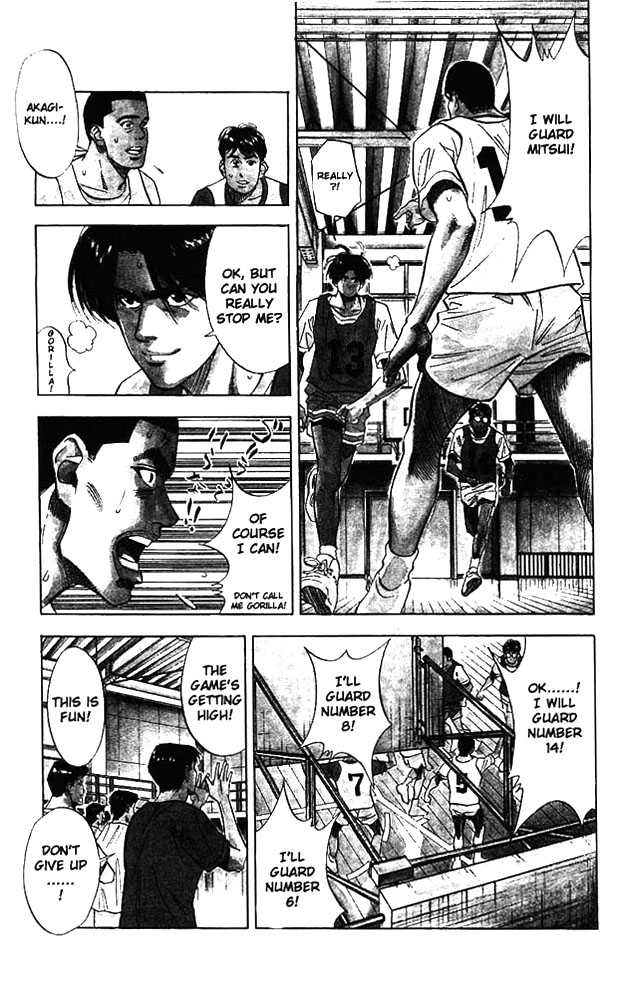 I WILL
GUARD
MITSUI!
REALLY
?!
13
AKAGI-
KUN....!
OK, BUT
CAN YOU
REALLY
STOP ME?
GORILLA!
OF
COURSE
I CAN!
DON'T CALL
ME GORILLA!
OK......!
I WILL
GUARD
NUMBER
14!
I'LL
GUARD
NUMBER
8!
7
I'LL
GUARD
NUMBER
6!
THE
GAME'S
GETTING
HIGH!
THIS IS
FUN!
DON'T
GIVE UP
......
!